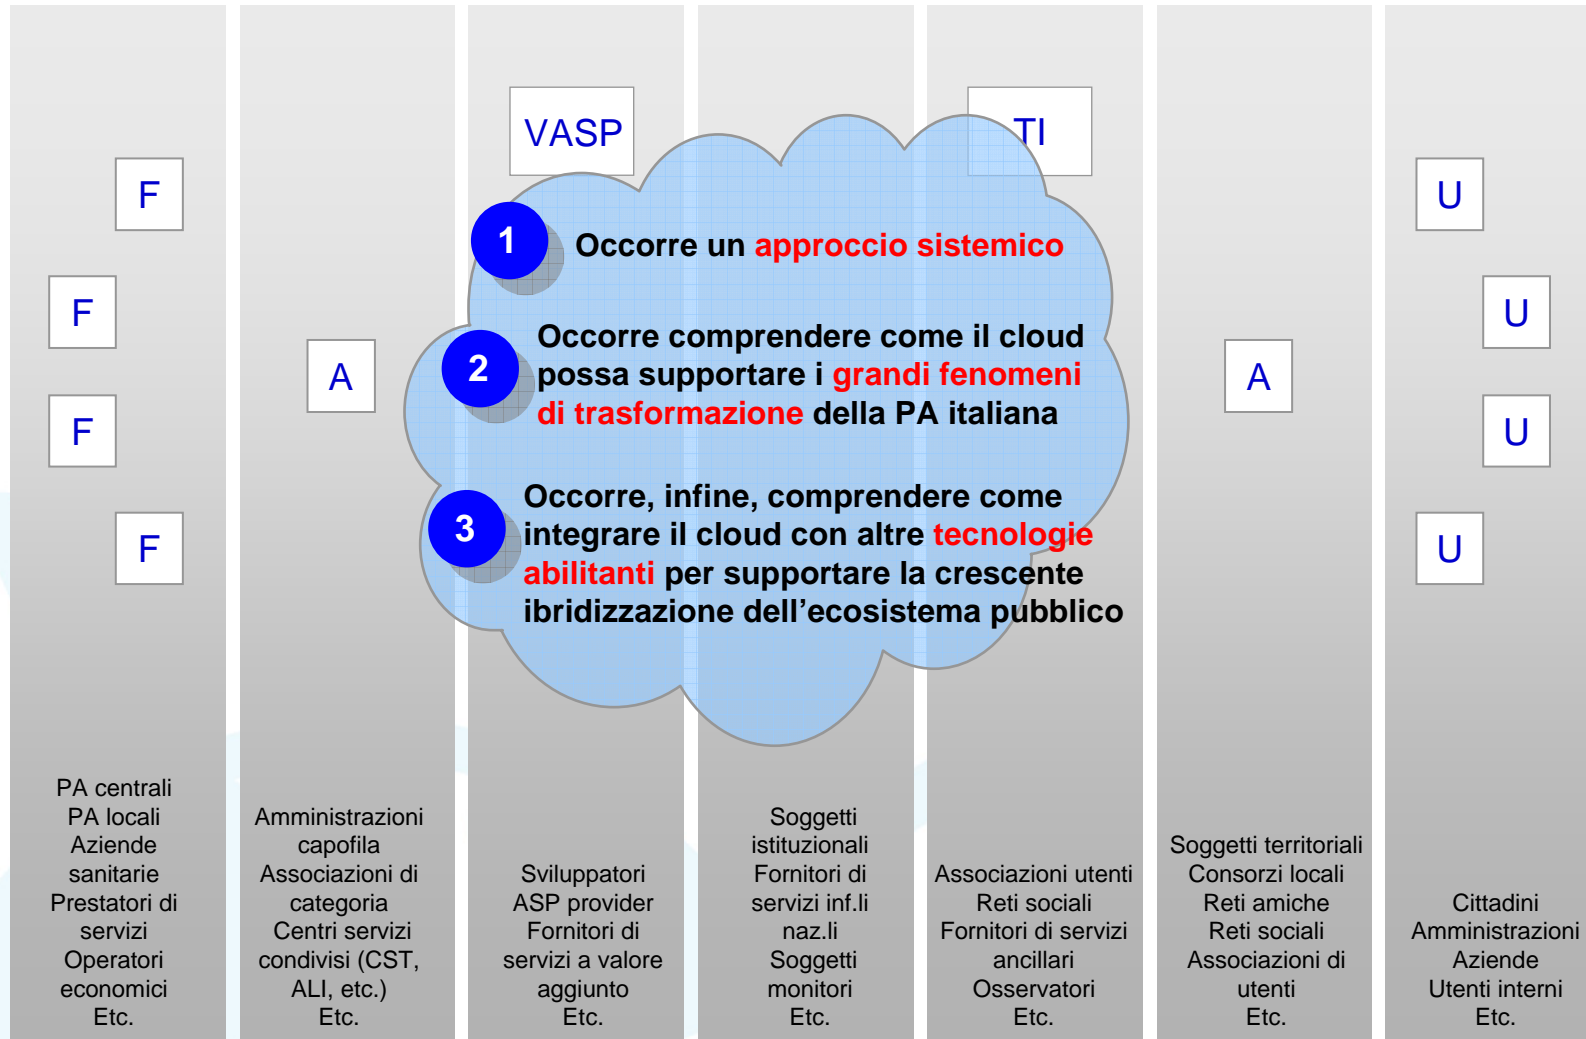 VASP
TI
F
F
F
F
A
A
U
U
U
U
1
Occorre un approccio sistemico
2
Occorre comprendere come il cloud
possa supportare i grandi fenomeni
di trasformazione della PA italiana
3
Occorre, infine, comprendere come
integrare il cloud con altre tecnologie
abilitanti per supportare la crescente
ibridizzazione dell’ecosistema pubblico
PA centrali
PA locali
Aziende
sanitarie
Prestatori di
servizi
Operatori
economici
Etc.
Amministrazioni
capofila
Associazioni di
categoria
Centri servizi
condivisi (CST,
ALI, etc.)
Etc.
Sviluppatori
ASP provider
Fornitori di
servizi a valore
aggiunto
Etc.
Soggetti
istituzionali
Fornitori di
servizi inf.li
naz.li
Soggetti
monitori
Etc.
Associazioni utenti
Reti sociali
Fornitori di servizi
ancillari
Osservatori
Etc.
Soggetti territoriali
Consorzi locali
Reti amiche
Reti sociali
Associazioni di
utenti
Etc.
Cittadini
Amministrazioni
Aziende
Utenti interni
Etc.